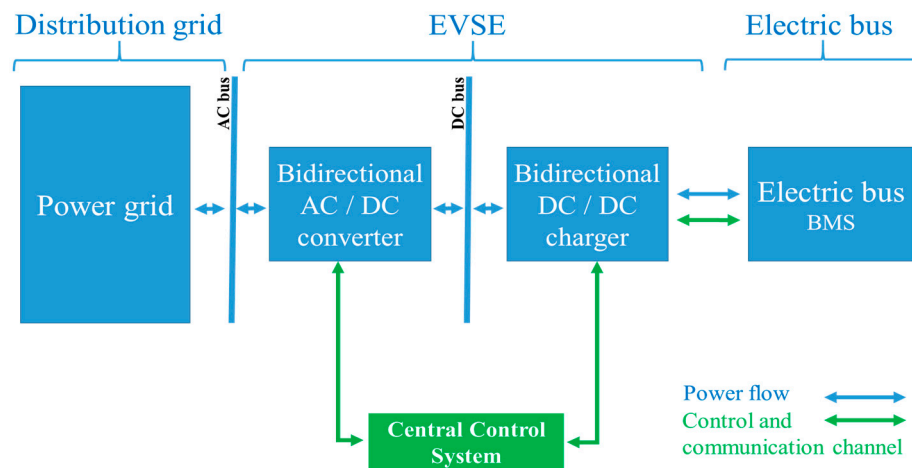 Distribution grid
EVSE
Electric bus
AC bus
DC bus
Power grid
Bidirectional
AC / DC
converter
Bidirectional
DC / DC
charger
Electric bus
BMS
Central Control
System
Power flow
Control and
communication channel